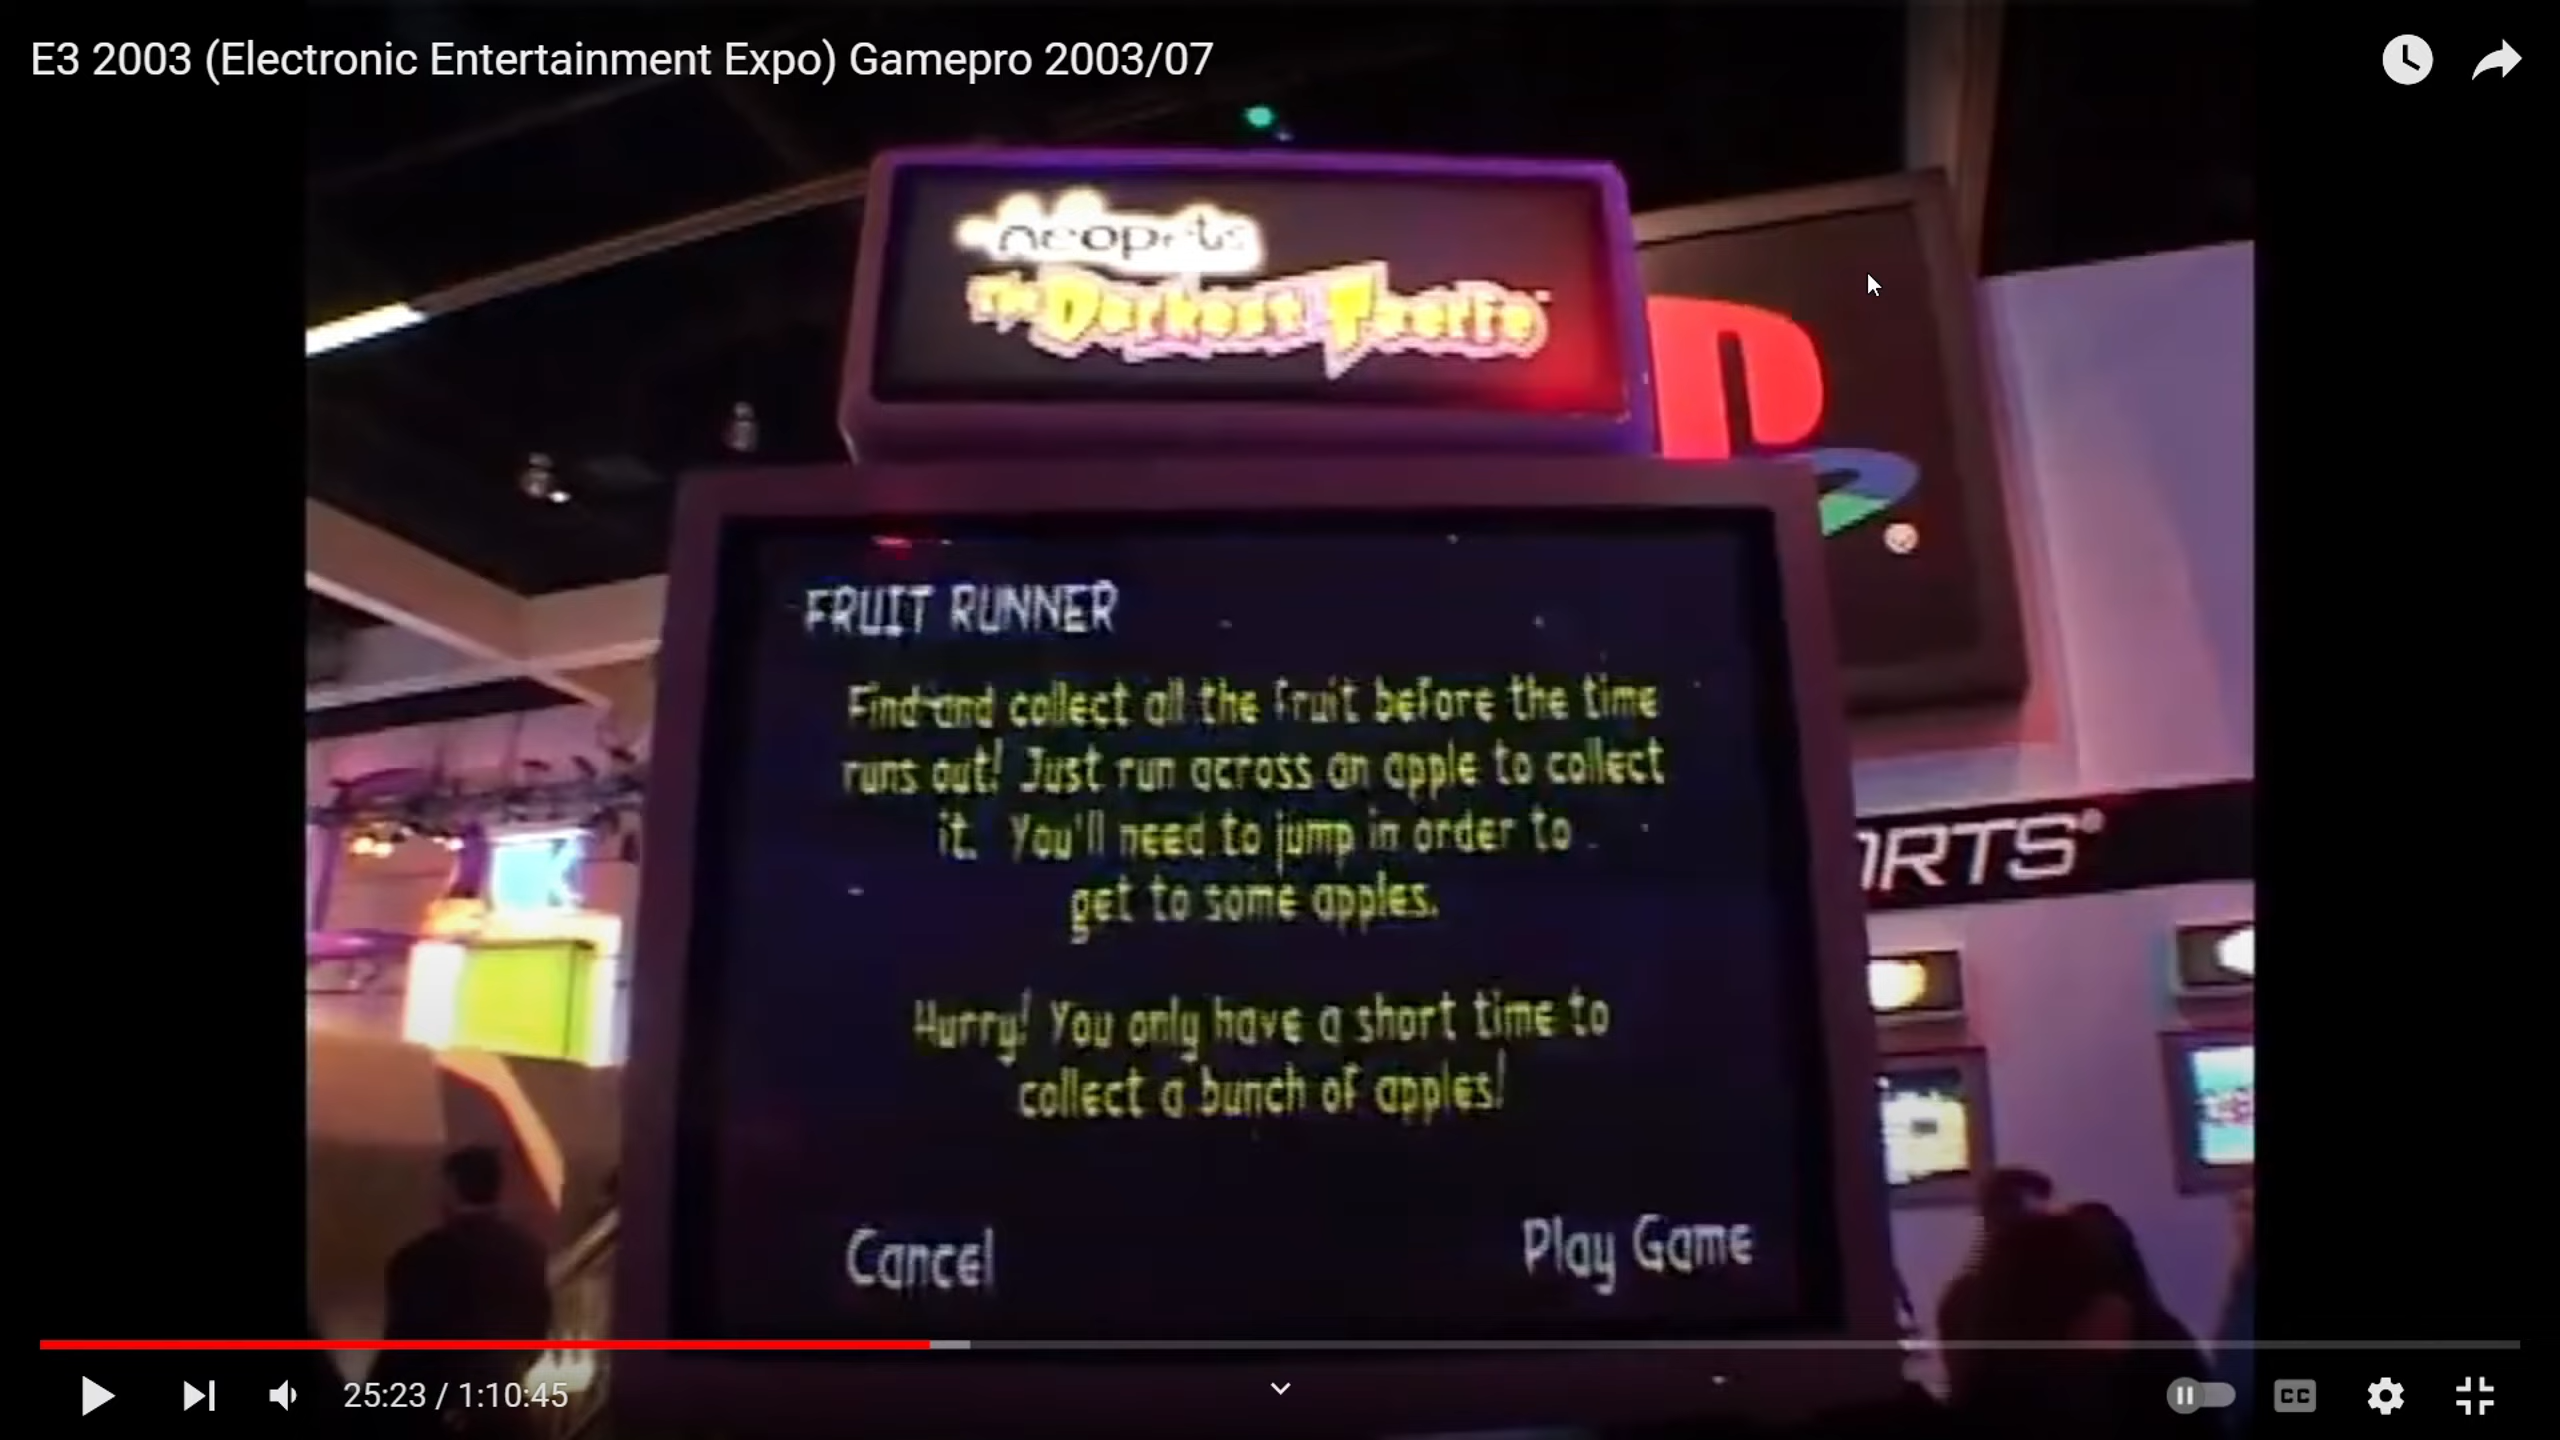 E3 2003 (Electronic Entertainment Expo) Gamepro 2003/07
neopets
The Darkest Faerie™
FRUIT RUNNER
Find and collect all the fruit before the time
runs out! Just run across an apple to collect
it. You'll need to jump in order to
get to some apples.
Hurry! You only have a short time to
collect a bunch of apples!
Cancel
Play Game
ORTS®
25:23 / 1:10:45
CC